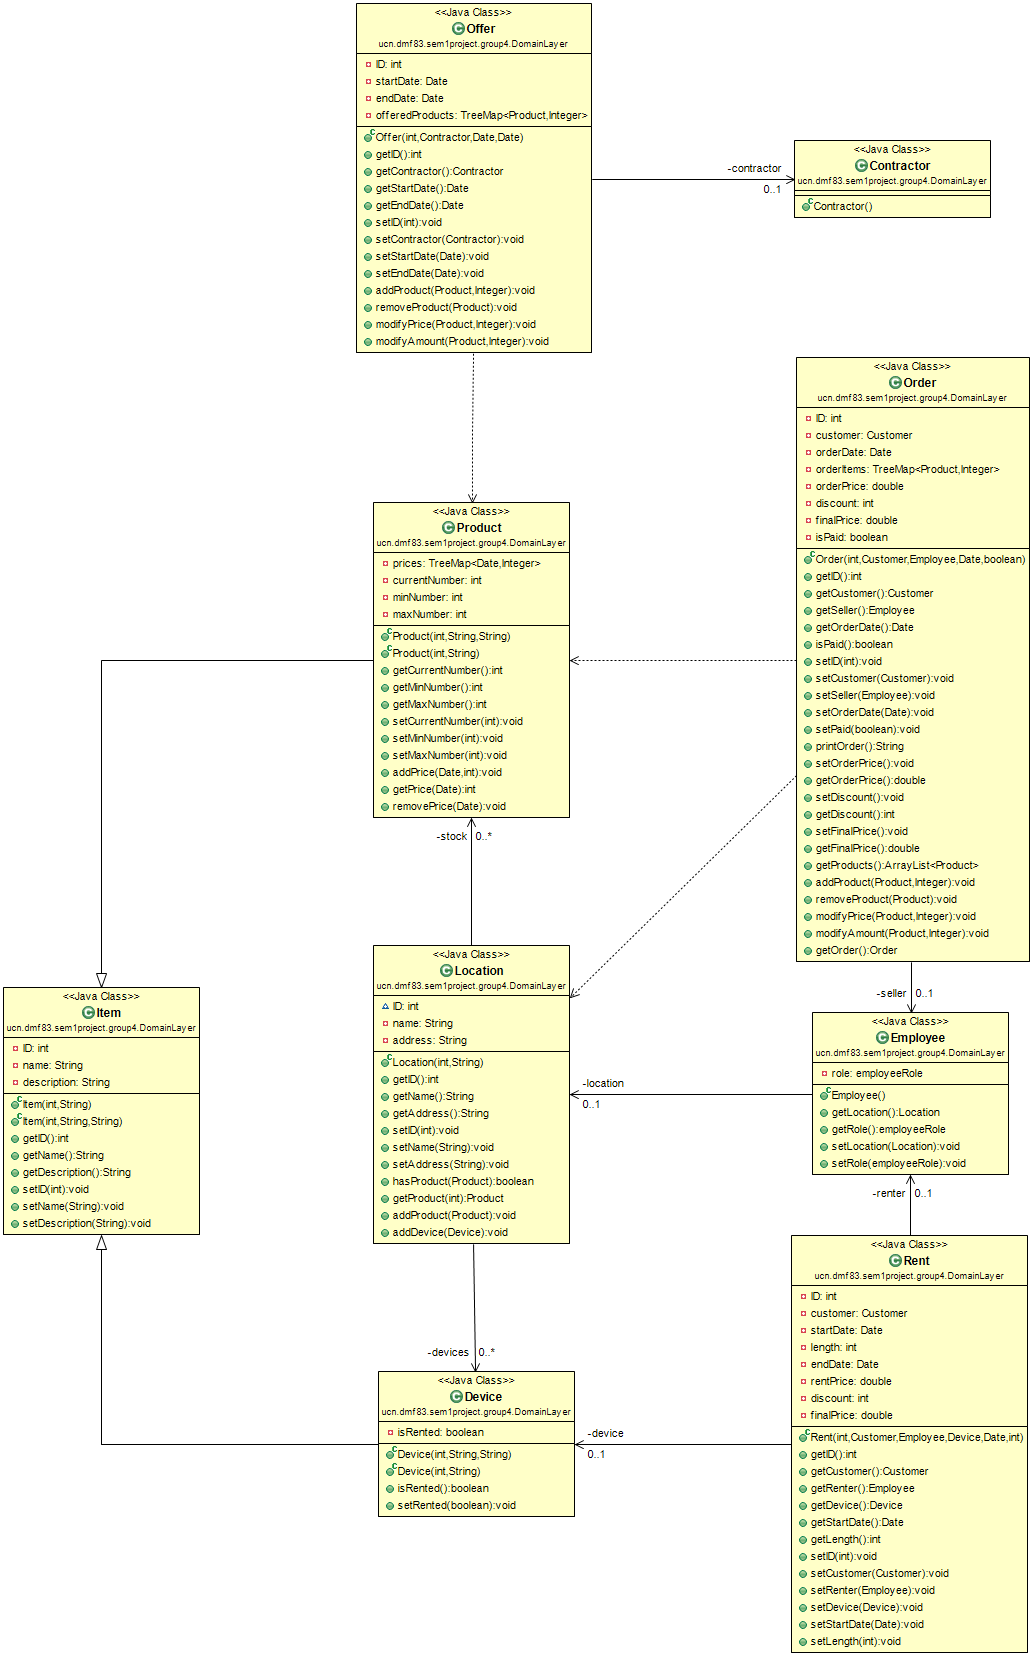 <<Java Class>>
Offer
ucn.dmf83.sem1project.group4.DomainLayer
ID: int
startDate: Date
endDate: Date
offeredProducts: TreeMap<Product,Integer>
Offer(int,Contractor,Date,Date)
getID():int
getContractor():Contractor
getStartDate():Date
getEndDate():Date
setID(int):void
setContractor(Contractor):void
setStartDate(Date):void
setEndDate(Date):void
addProduct(Product,Integer):void
removeProduct(Product):void
modifyPrice(Product,Integer):void
modifyAmount(Product,Integer):void
-contractor
0..1
<<Java Class>>
Contractor
ucn.dmf83.sem1project.group4.DomainLayer
Contractor()
<<Java Class>>
Order
ucn.dmf83.sem1project.group4.DomainLayer
ID: int
customer: Customer
orderDate: Date
orderItems: TreeMap<Product,Integer>
orderPrice: double
discount: int
finalPrice: double
isPaid: boolean
Order(int,Customer,Employee,Date,boolean)
getID():int
getCustomer():Customer
getSeller():Employee
getOrderDate():Date
isPaid():boolean
setID(int):void
setCustomer(Customer):void
setSeller(Employee):void
setOrderDate(Date):void
setPaid(boolean):void
printOrder():String
setOrderPrice():void
getOrderPrice():double
setDiscount():void
getDiscount():int
setFinalPrice():void
getFinalPrice():double
getProducts():ArrayList<Product>
addProduct(Product,Integer):void
removeProduct(Product):void
modifyPrice(Product,Integer):void
modifyAmount(Product,Integer):void
getOrder():Order
<<Java Class>>
Product
ucn.dmf83.sem1project.group4.DomainLayer
prices: TreeMap<Date,Integer>
currentNumber: int
minNumber: int
maxNumber: int
Product(int,String,String)
Product(int,String)
getCurrentNumber():int
getMinNumber():int
getMaxNumber():int
setCurrentNumber(int):void
setMinNumber(int):void
setMaxNumber(int):void
addPrice(Date,int):void
getPrice(Date):int
removePrice(Date):void
-stock 0..*
<<Java Class>>
Location
ucn.dmf83.sem1project.group4.DomainLayer
ID: int
name: String
address: String
Location(int,String)
getID():int
getName():String
getAddress():String
setID(int):void
setName(String):void
setAddress(String):void
hasProduct(Product):boolean
getProduct(int):Product
addProduct(Product):void
addDevice(Device):void
<<Java Class>>
Item
ucn.dmf83.sem1project.group4.DomainLayer
ID: int
name: String
description: String
Item(int,String)
Item(int,String,String)
getID():int
getName():String
getDescription():String
setID(int):void
setName(String):void
setDescription(String):void
-seller 0..1
<<Java Class>>
Employee
ucn.dmf83.sem1project.group4.DomainLayer
role: employeeRole
Employee()
getLocation():Location
getRole():employeeRole
setLocation(Location):void
setRole(employeeRole):void
-location
0..1
-renter 0..1
<<Java Class>>
Rent
ucn.dmf83.sem1project.group4.DomainLayer
ID: int
customer: Customer
startDate: Date
length: int
endDate: Date
rentPrice: double
discount: int
finalPrice: double
Rent(int,Customer,Employee,Device,Date,int)
getID():int
getCustomer():Customer
getRenter():Employee
getDevice():Device
getStartDate():Date
getLength():int
setID(int):void
setCustomer(Customer):void
setRenter(Employee):void
setDevice(Device):void
setStartDate(Date):void
setLength(int):void
-devices 0..*
<<Java Class>>
Device
ucn.dmf83.sem1project.group4.DomainLayer
isRented: boolean
Device(int,String,String)
Device(int,String)
isRented():boolean
setRented(boolean):void
-device
0..1